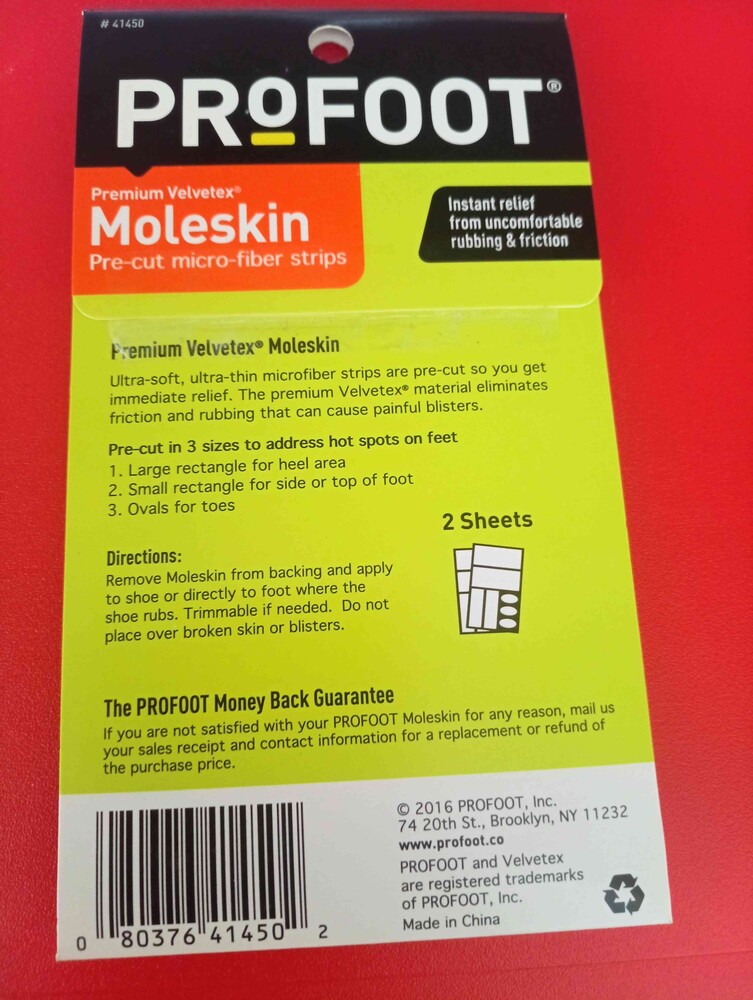 # 41450
PROFOOT®
Premium Velvetex®
Moleskin
Pre-cut micro-fiber strips
Instant relief
from uncomfortable
rubbing & friction
Premium Velvetex® Moleskin
Ultra-soft, ultra-thin microfiber strips are pre-cut so you get
immediate relief. The premium Velvetex® material eliminates
friction and rubbing that can cause painful blisters.
Pre-cut in 3 sizes to address hot spots on feet
1. Large rectangle for heel area
2. Small rectangle for side or top of foot
3. Ovals for toes
2 Sheets
Directions:
Remove Moleskin from backing and apply
to shoe or directly to foot where the
shoe rubs. Trimmable if needed. Do not
place over broken skin or blisters.
The PROFOOT Money Back Guarantee
If you are not satisfied with your PROFOOT Moleskin for any reason, mail us
your sales receipt and contact information for a replacement or refund of
the purchase price.
0 80376 41450 2
© 2016 PROFOOT, Inc.
74 20th St., Brooklyn, NY 11232
www.profoot.co
PROFOOT and Velvetex
are registered trademarks
of PROFOOT, Inc.
Made in China